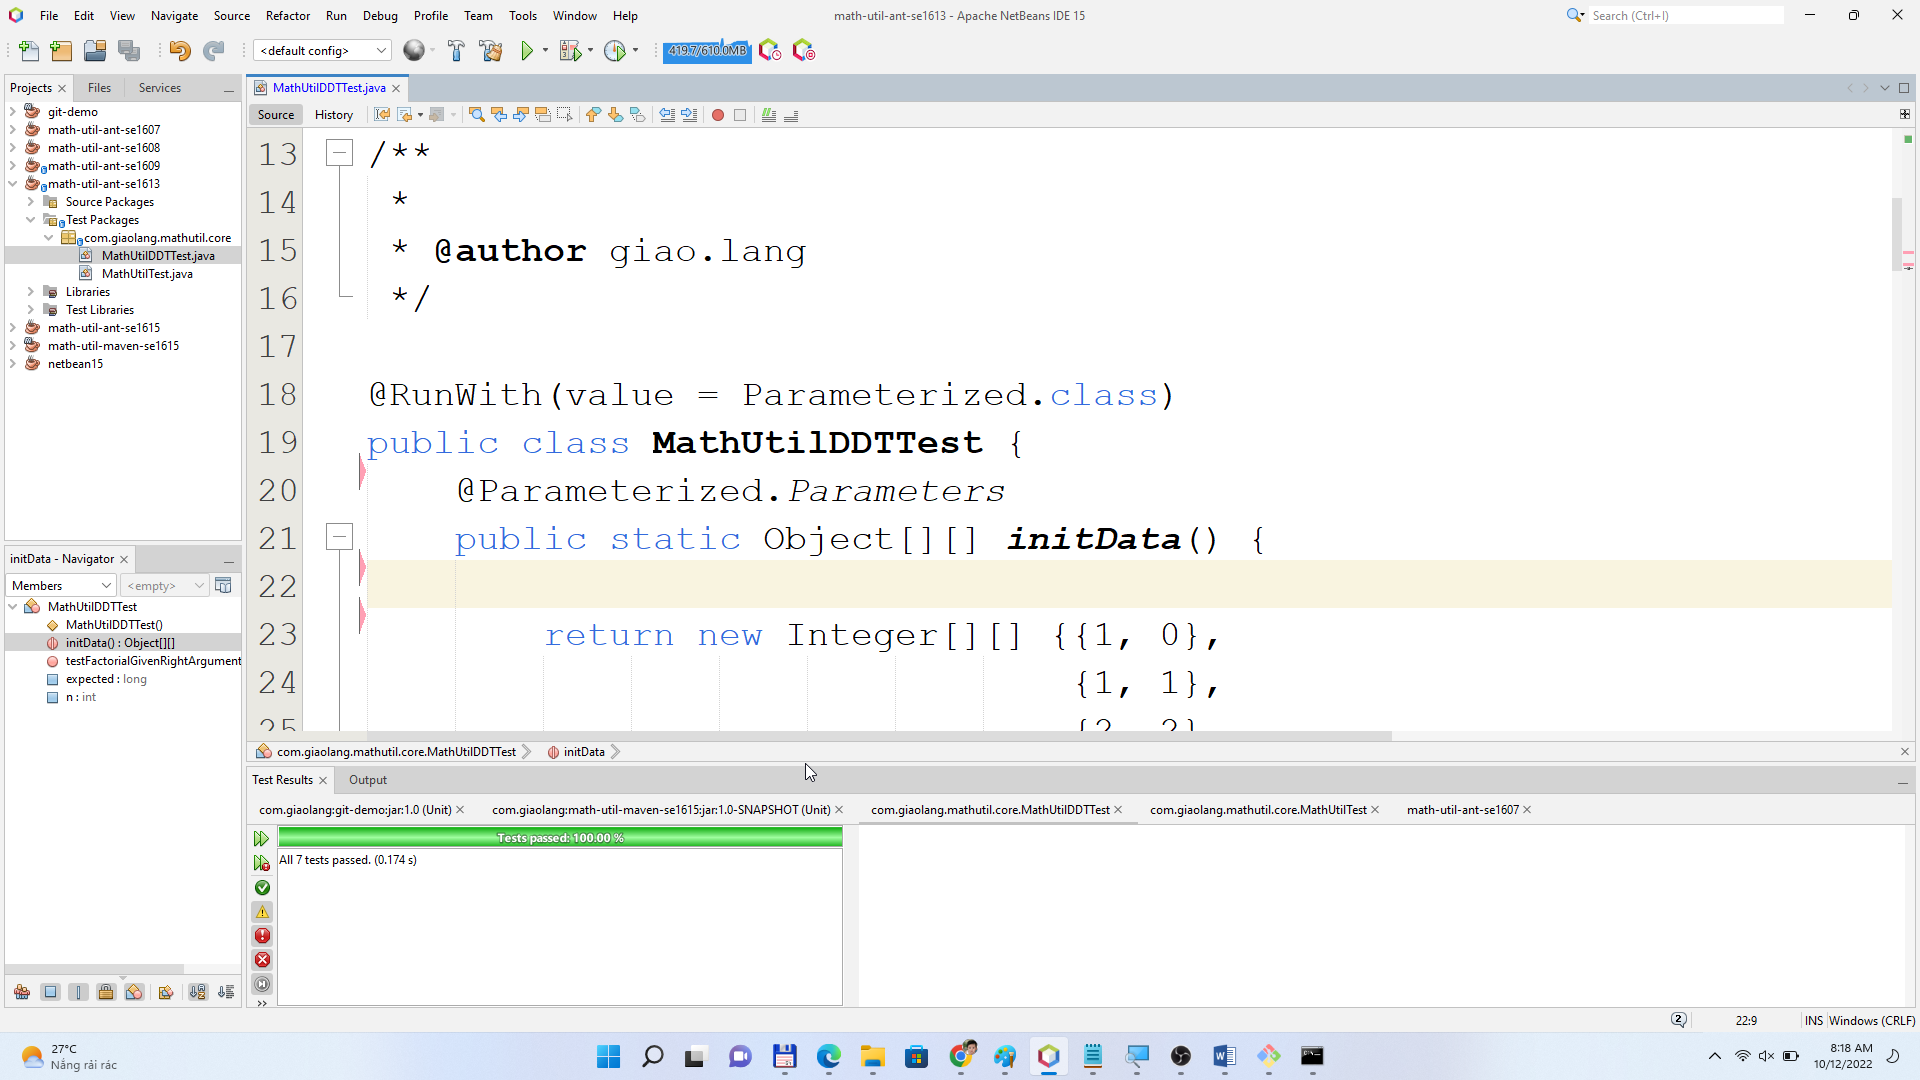 File Edit View Navigate Source Refactor Run Debug Profile Team Tools Window Help
math-util-ant-se1613 - Apache NetBeans IDE 15
Search (Ctrl+I)
<default config>
419.7/610.0MB
Projects Files Services
git-demo
math-util-ant-se1607
math-util-ant-se1608
math-util-ant-se1609
math-util-ant-se1613
Source Packages
Test Packages
com.giaolang.mathutil.core
MathUtilDDTTest.java
MathUtilTest.java
Libraries
Test Libraries
math-util-ant-se1615
math-util-maven-se1615
netbean15
initData - Navigator
Members <empty>
MathUtilDDTTest
MathUtilDDTTest()
initData() : Object[][]
testFactorialGivenRightArgument
expected : long
n : int
MathUtilDDTTest.java
Source History
13 /**
14 *
15 * @author giao.lang
16 */
17
18 @RunWith(value = Parameterized.class)
19 public class MathUtilDDTTest {
20 @Parameterized.Parameters
21 public static Object[][] initData() {
22
23 return new Integer[][] {{1, 0},
24 {1, 1},
25 {2, 2}
com.giaolang.mathutil.core.MathUtilDDTTest initData
Test Results Output
com.giaolang:git-demo:jar:1.0 (Unit) com.giaolang:math-util-maven-se1615:jar:1.0-SNAPSHOT (Unit) com.giaolang.mathutil.core.MathUtilDDTTest com.giaolang.mathutil.core.MathUtilTest math-util-ant-se1607
Tests passed: 100.00 %
All 7 tests passed. (0.174 s)
2 22:9 INS Windows (CRLF)
27°C
Nắng rải rác
8:18 AM
10/12/2022